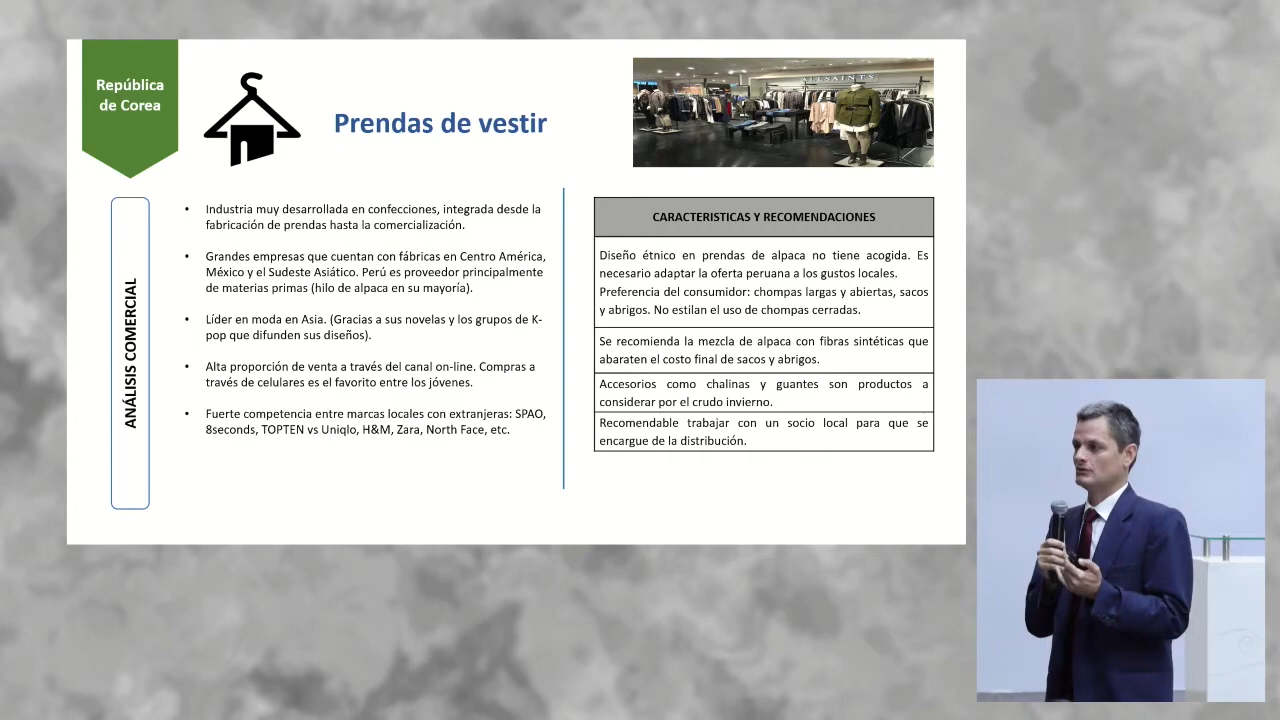 República
de Corea
Prendas de vestir
ALLSAINTS
ANÁLISIS COMERCIAL
• Industria muy desarrollada en confecciones, integrada desde la
fabricación de prendas hasta la comercialización.
• Grandes empresas que cuentan con fábricas en Centro América,
México y el Sudeste Asiático. Perú es proveedor principalmente
de materias primas (hilo de alpaca en su mayoría).
• Líder en moda en Asia. (Gracias a sus novelas y los grupos de K-
pop que difunden sus diseños).
• Alta proporción de venta a través del canal on-line. Compras a
través de celulares es el favorito entre los jóvenes.
• Fuerte competencia entre marcas locales con extranjeras: SPAO,
8seconds, TOPTEN vs Uniqlo, H&M, Zara, North Face, etc.
CARACTERISTICAS Y RECOMENDACIONES
Diseño étnico en prendas de alpaca no tiene acogida. Es
necesario adaptar la oferta peruana a los gustos locales.
Preferencia del consumidor: chompas largas y abiertas, sacos
y abrigos. No estilan el uso de chompas cerradas.
Se recomienda la mezcla de alpaca con fibras sintéticas que
abaraten el costo final de sacos y abrigos.
Accesorios como chalinas y guantes son productos a
considerar por el crudo invierno.
Recomendable trabajar con un socio local para que se
encargue de la distribución.